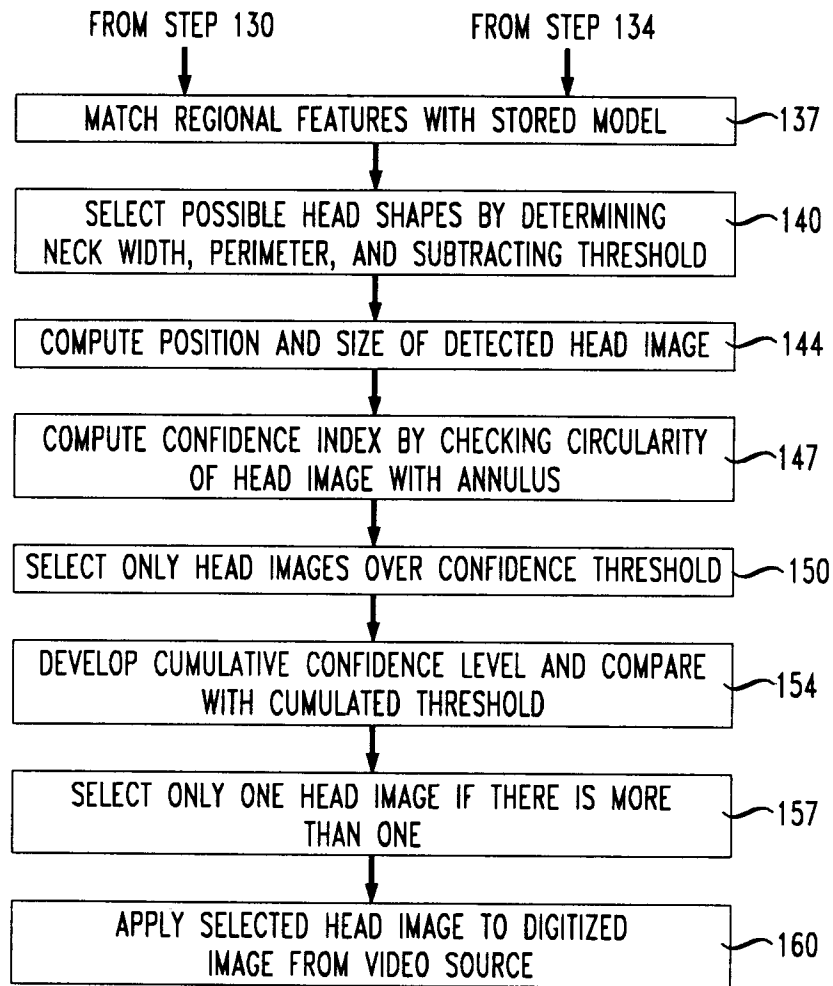 FROM STEP 130
FROM STEP 134
MATCH REGIONAL FEATURES WITH STORED MODEL
137
SELECT POSSIBLE HEAD SHAPES BY DETERMINING
NECK WIDTH, PERIMETER, AND SUBTRACTING THRESHOLD
140
COMPUTE POSITION AND SIZE OF DETECTED HEAD IMAGE
144
COMPUTE CONFIDENCE INDEX BY CHECKING CIRCULARITY
OF HEAD IMAGE WITH ANNULUS
147
SELECT ONLY HEAD IMAGES OVER CONFIDENCE THRESHOLD
150
DEVELOP CUMULATIVE CONFIDENCE LEVEL AND COMPARE
WITH CUMULATED THRESHOLD
154
SELECT ONLY ONE HEAD IMAGE IF THERE IS MORE
THAN ONE
157
APPLY SELECTED HEAD IMAGE TO DIGITIZED
IMAGE FROM VIDEO SOURCE
160